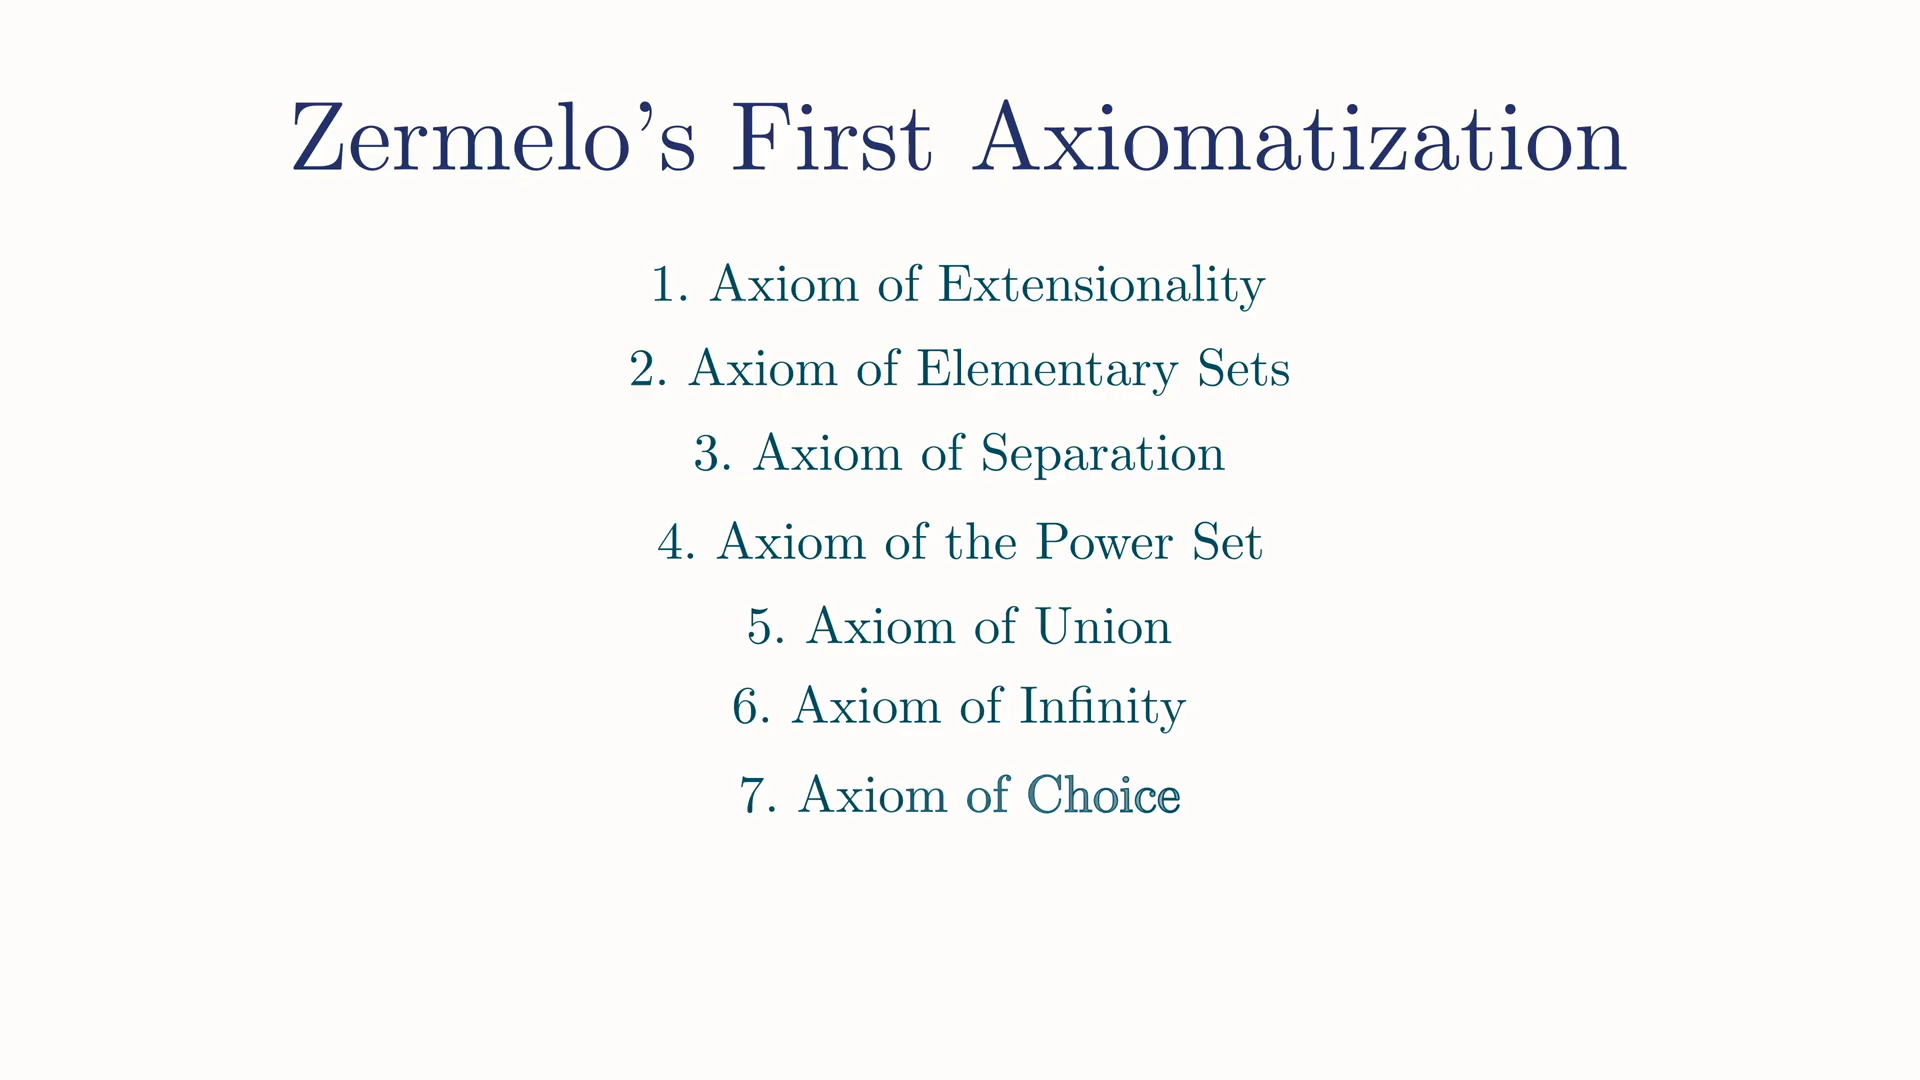 Zermelo’s First Axiomatization
1. Axiom of Extensionality
2. Axiom of Elementary Sets
3. Axiom of Separation
4. Axiom of the Power Set
5. Axiom of Union
6. Axiom of Infinity
7. Axiom of Choice